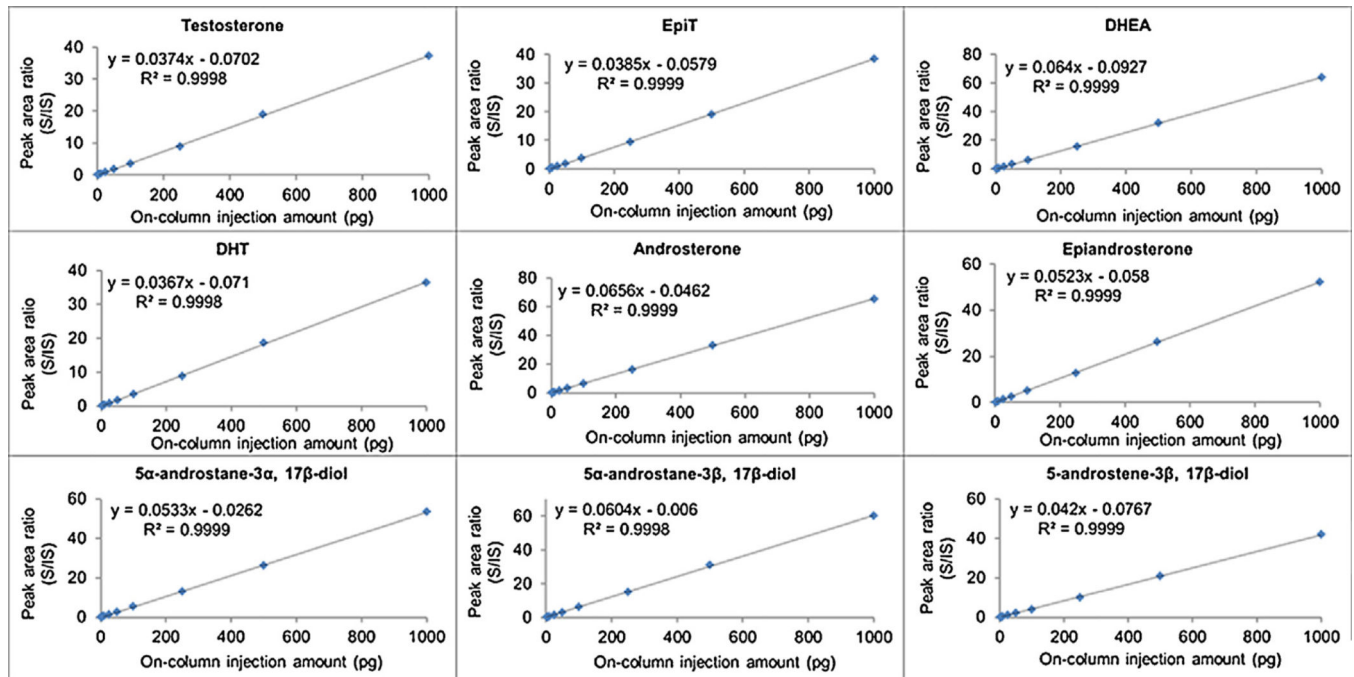 Testosterone
y = 0.0374x - 0.0702
R² = 0.9998
Peak area ratio
(S/IS)
40
30
20
10
0
0 200 400 600 800 1000
On-column injection amount (pg)
EpiT
y = 0.0385x - 0.0579
R² = 0.9999
Peak area ratio
(S/IS)
40
30
20
10
0
0 200 400 600 800 1000
On-column injection amount (pg)
DHEA
y = 0.064x - 0.0927
R² = 0.9999
Peak area ratio
(S/IS)
80
60
40
20
0
0 200 400 600 800 1000
On-column injection amount (pg)
DHT
y = 0.0367x - 0.071
R² = 0.9998
Peak area ratio
(S/IS)
40
30
20
10
0
0 200 400 600 800 1000
On-column injection amount (pg)
Androsterone
y = 0.0656x - 0.0462
R² = 0.9999
Peak area ratio
(S/IS)
80
60
40
20
0
0 200 400 600 800 1000
On-column injection amount (pg)
Epiandrosterone
y = 0.0523x - 0.058
R² = 0.9999
Peak area ratio
(S/IS)
60
40
20
0
0 200 400 600 800 1000
On-column injection amount (pg)
5α-androstane-3α, 17β-diol
y = 0.0533x - 0.0262
R² = 0.9999
Peak area ratio
(S/IS)
60
40
20
0
0 200 400 600 800 1000
On-column injection amount (pg)
5α-androstane-3β, 17β-diol
y = 0.0604x - 0.006
R² = 0.9998
Peak area ratio
(S/IS)
60
40
20
0
0 200 400 600 800 1000
On-column injection amount (pg)
5-androstene-3β, 17β-diol
y = 0.042x - 0.0767
R² = 0.9999
Peak area ratio
(S/IS)
60
40
20
0
0 200 400 600 800 1000
On-column injection amount (pg)